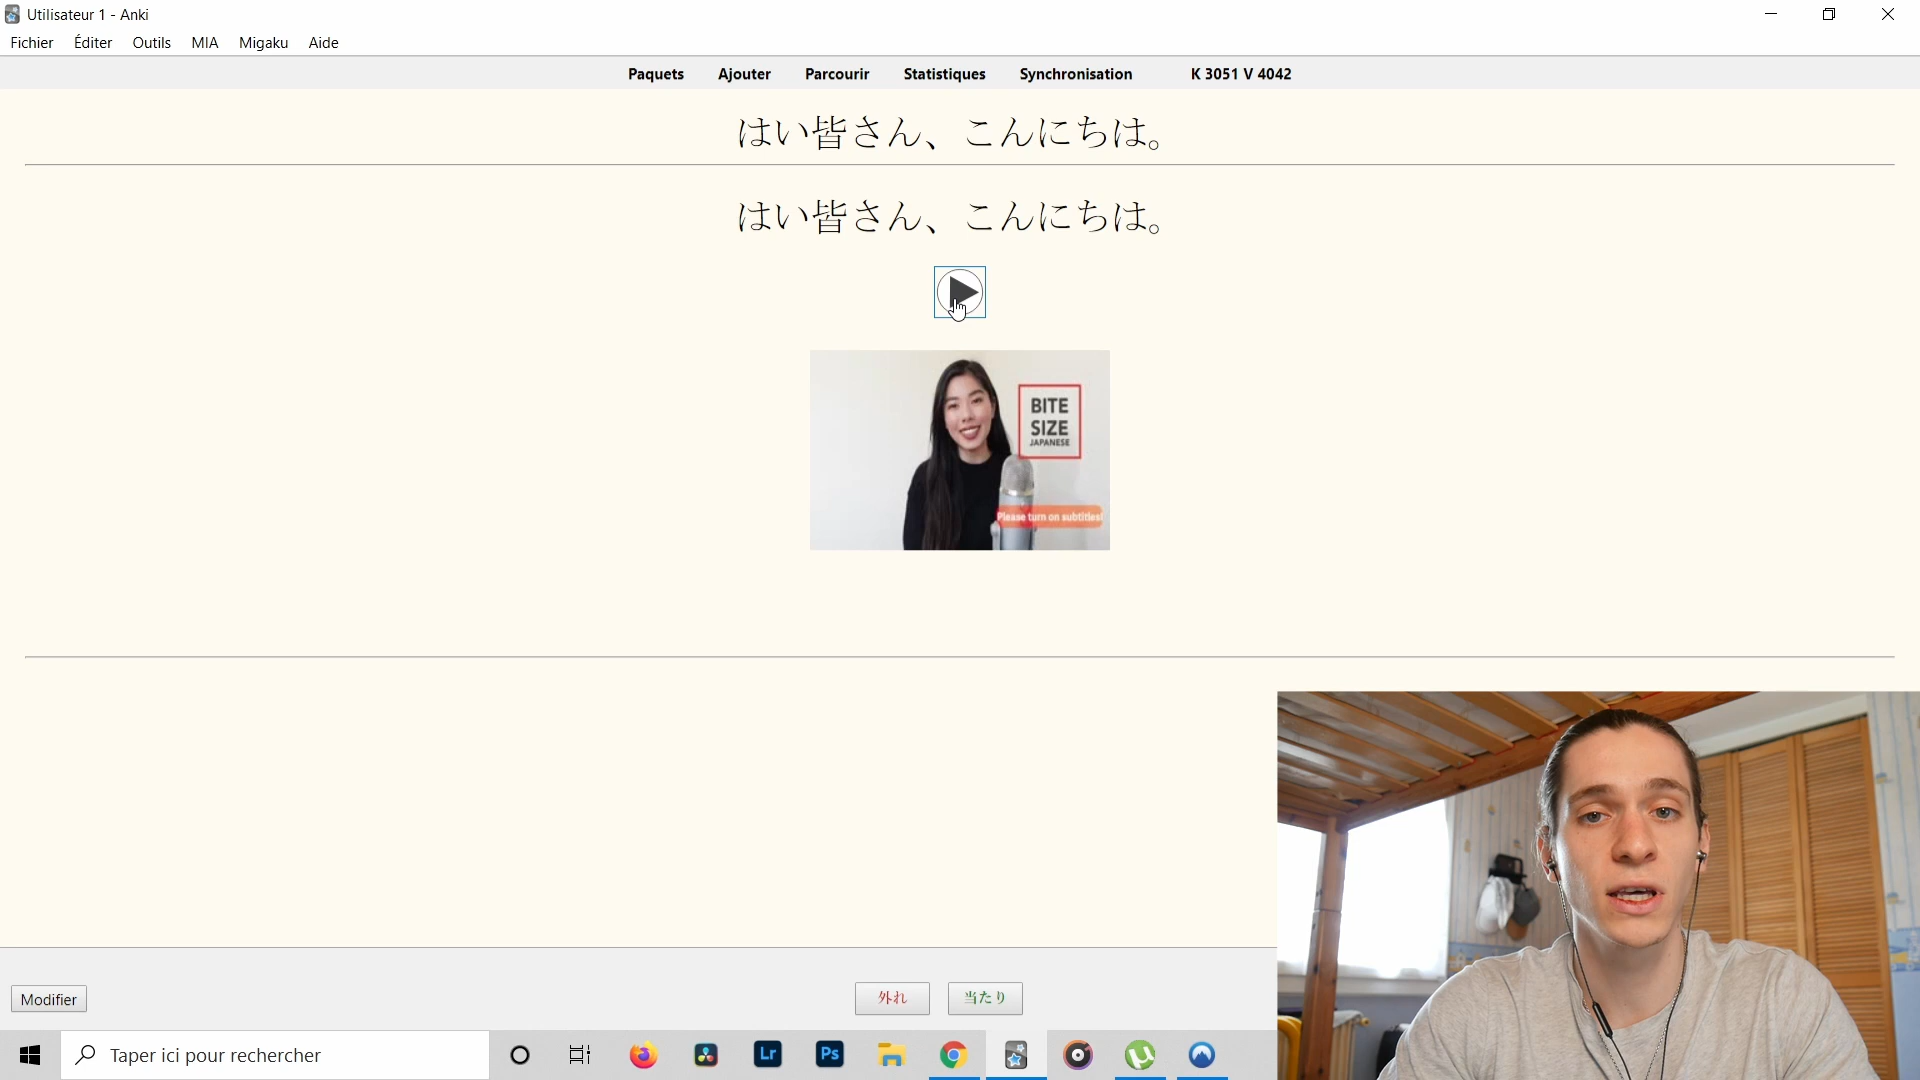 Utilisateur 1 - Anki
Fichier Éditer Outils MIA Migaku Aide
Paquets Ajouter Parcourir Statistiques Synchronisation K 3051 V 4042
はい皆さん、こんにちは。
はい皆さん、こんにちは。
BITE
SIZE
JAPANESE
Please turn on subtitles!
Modifier
外れ
当たり
Taper ici pour rechercher
Lr
Ps